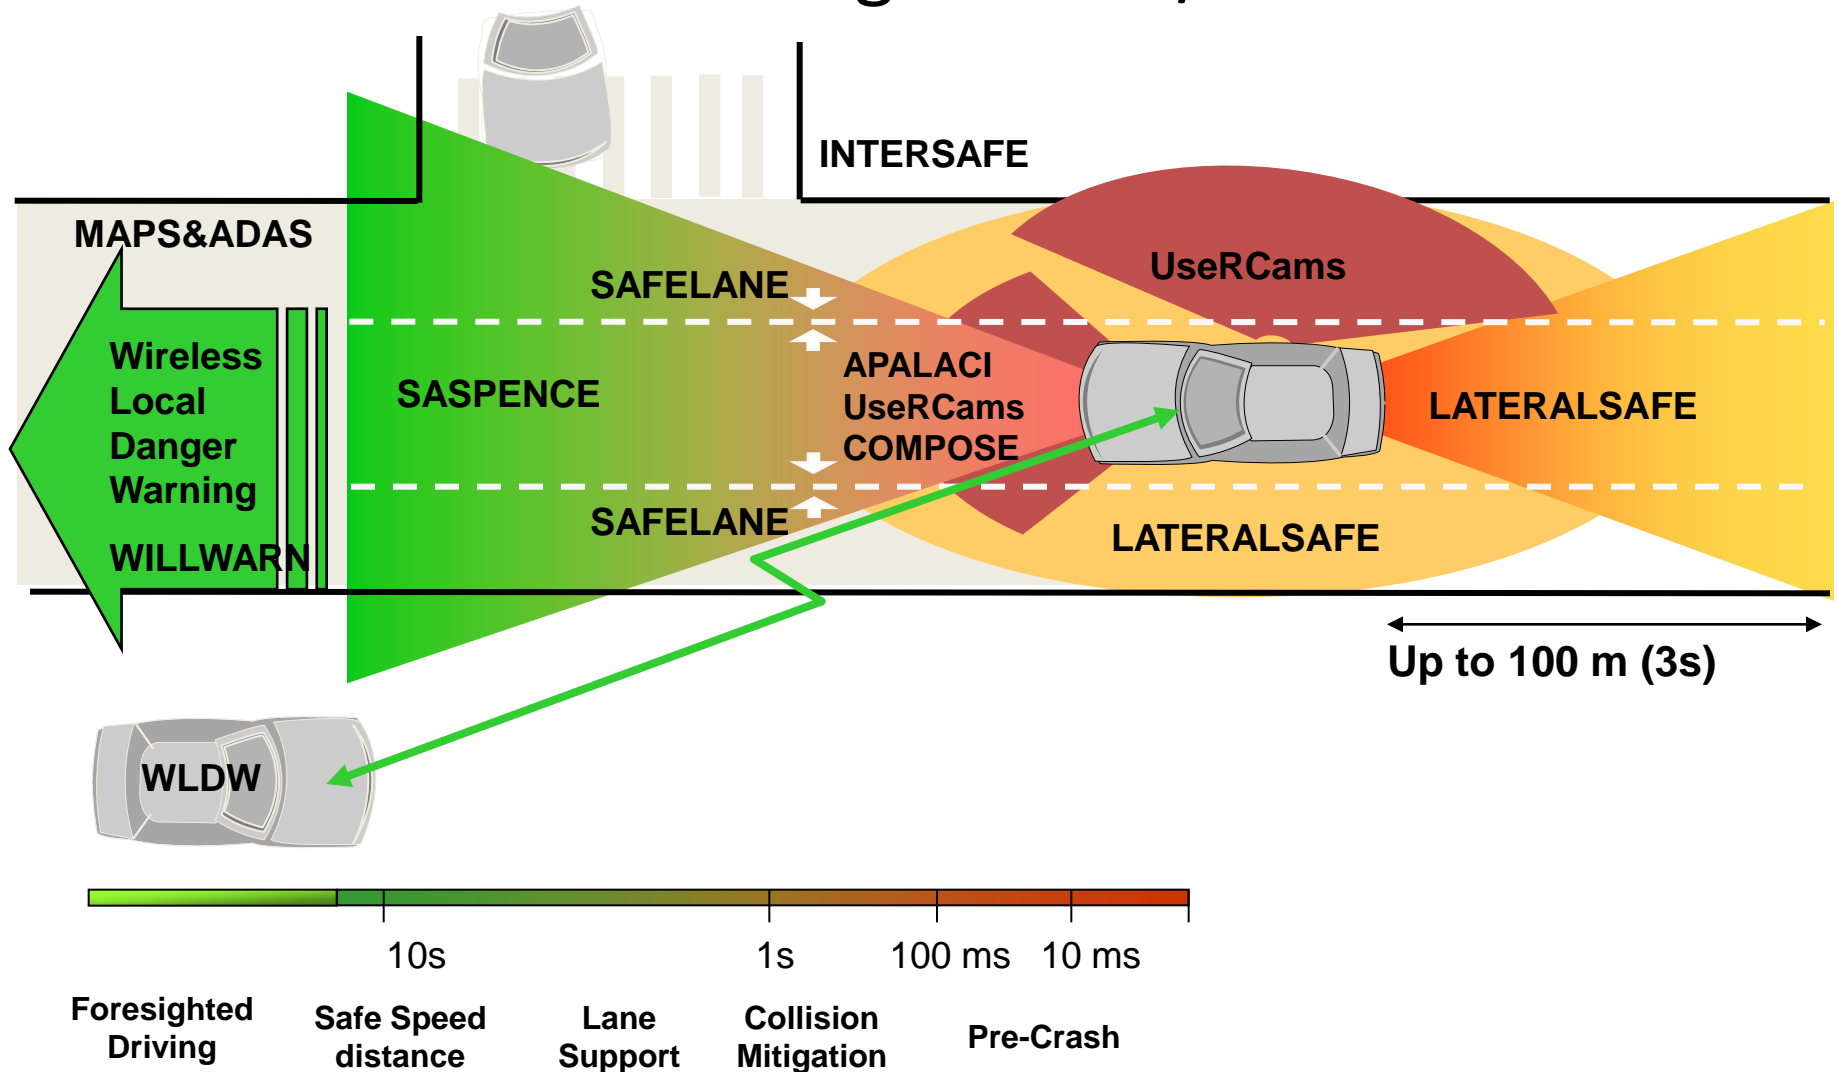 INTERSAFE
MAPS&ADAS
SAFELANE
UseRCams
Wireless
Local
Danger
Warning
WILLWARN
SASPENCE
APALACI
UseRCams
COMPOSE
LATERALSAFE
SAFELANE
LATERALSAFE
Up to 100 m (3s)
WLDW
10s
1s
100 ms
10 ms
Foresighted
Driving
Safe Speed
distance
Lane
Support
Collision
Mitigation
Pre-Crash